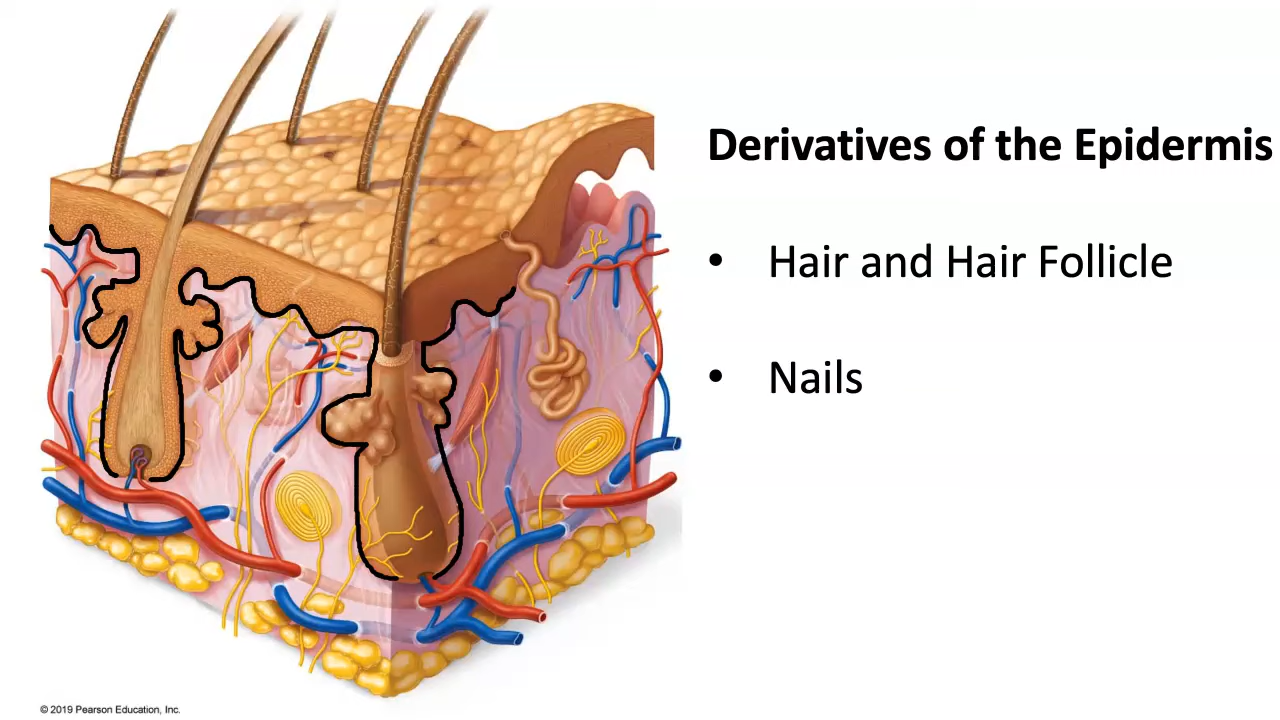 Derivatives of the Epidermis
• Hair and Hair Follicle
• Nails
© 2019 Pearson Education, Inc.